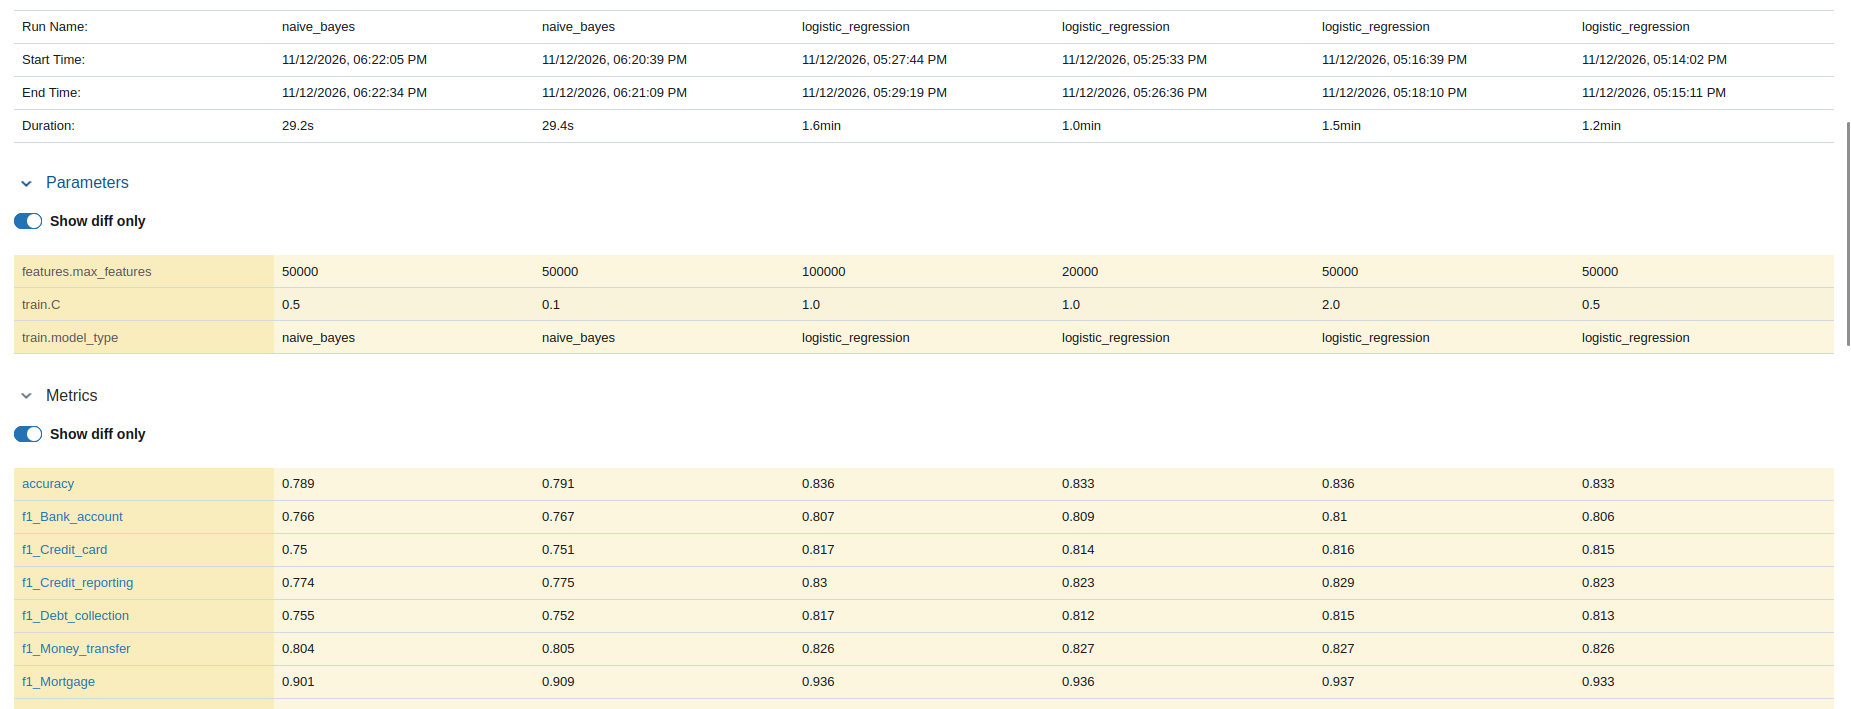 Run Name: naive_bayes naive_bayes logistic_regression logistic_regression logistic_regression logistic_regression
Start Time: 11/12/2026, 06:22:05 PM 11/12/2026, 06:20:39 PM 11/12/2026, 05:27:44 PM 11/12/2026, 05:25:33 PM 11/12/2026, 05:16:39 PM 11/12/2026, 05:14:02 PM
End Time: 11/12/2026, 06:22:34 PM 11/12/2026, 06:21:09 PM 11/12/2026, 05:29:19 PM 11/12/2026, 05:26:36 PM 11/12/2026, 05:18:10 PM 11/12/2026, 05:15:11 PM
Duration: 29.2s 29.4s 1.6min 1.0min 1.5min 1.2min
Parameters
Show diff only
features.max_features 50000 50000 100000 20000 50000 50000
train.C 0.5 0.1 1.0 1.0 2.0 0.5
train.model_type naive_bayes naive_bayes logistic_regression logistic_regression logistic_regression logistic_regression
Metrics
Show diff only
accuracy 0.789 0.791 0.836 0.833 0.836 0.833
f1_Bank_account 0.766 0.767 0.807 0.809 0.81 0.806
f1_Credit_card 0.75 0.751 0.817 0.814 0.816 0.815
f1_Credit_reporting 0.774 0.775 0.83 0.823 0.829 0.823
f1_Debt_collection 0.755 0.752 0.817 0.812 0.815 0.813
f1_Money_transfer 0.804 0.805 0.826 0.827 0.827 0.826
f1_Mortgage 0.901 0.909 0.936 0.936 0.937 0.933